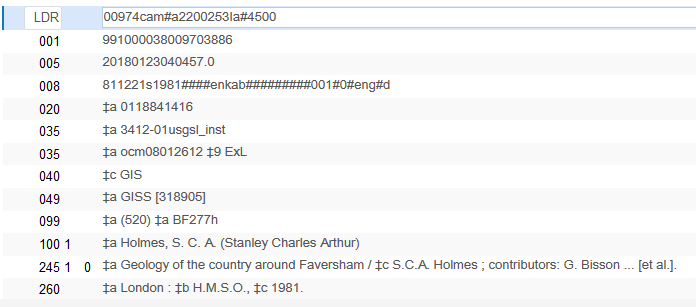 LDR 00974cam#a2200253Ia#4500
001 991000038009703886
005 20180123040457.0
008 811221s1981####enkab#########001#0#eng#d
020 ‡a 0118841416
035 ‡a 3412-01usgsl_inst
035 ‡a ocm08012612 ‡9 ExL
040 ‡c GIS
049 ‡a GISS [318905]
099 ‡a (520) ‡a BF277h
100 1 ‡a Holmes, S. C. A. (Stanley Charles Arthur)
245 1 0 ‡a Geology of the country around Faversham / ‡c S.C.A. Holmes ; contributors: G. Bisson ... [et al.].
260 ‡a London : ‡b H.M.S.O., ‡c 1981.